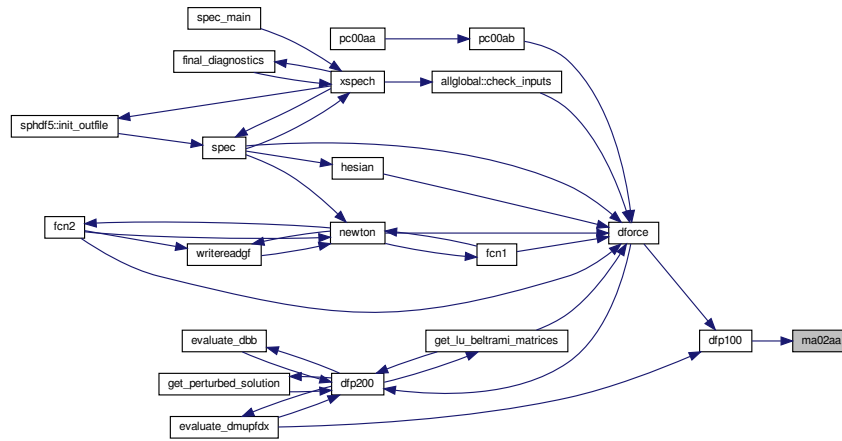 spec_main
pc00aa
pc00ab
final_diagnostics
xspech
allglobal::check_inputs
sphdf5::init_outfile
spec
hesian
fcn2
newton
dforce
writereadgf
fcn1
evaluate_dbb
get_lu_beltrami_matrices
dfp100
ma02aa
get_perturbed_solution
dfp200
evaluate_dmupfdx